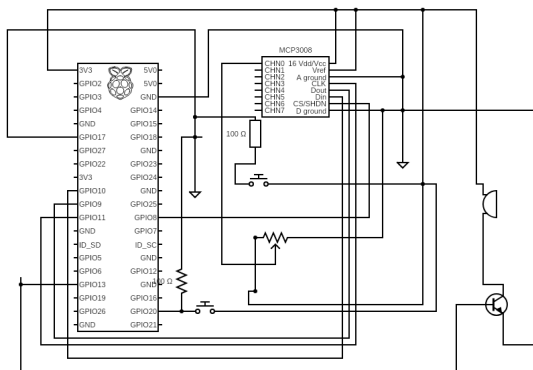 MCP3008
CHN0 16 Vdd/Vcc
CHN1 Vref
CHN2 A ground
CHN3 CLK
CHN4 Dout
CHN5 Din
CHN6 CS/SHDN
CHN7 D ground
100 Ω
3V3 5V0
GPIO2 5V0
GPIO3 GND
GPIO4 GPIO14
GND GPIO15
GPIO17 GPIO18
GPIO27 GND
GPIO22 GPIO23
3V3 GPIO24
GPIO10 GND
GPIO9 GPIO25
GPIO11 GPIO8
GND GPIO7
ID_SD ID_SC
GPIO5 GND
GPIO6 GPIO12
GPIO13 GND
GPIO19 GPIO16
GPIO26 GPIO20
GND GPIO21
Ω